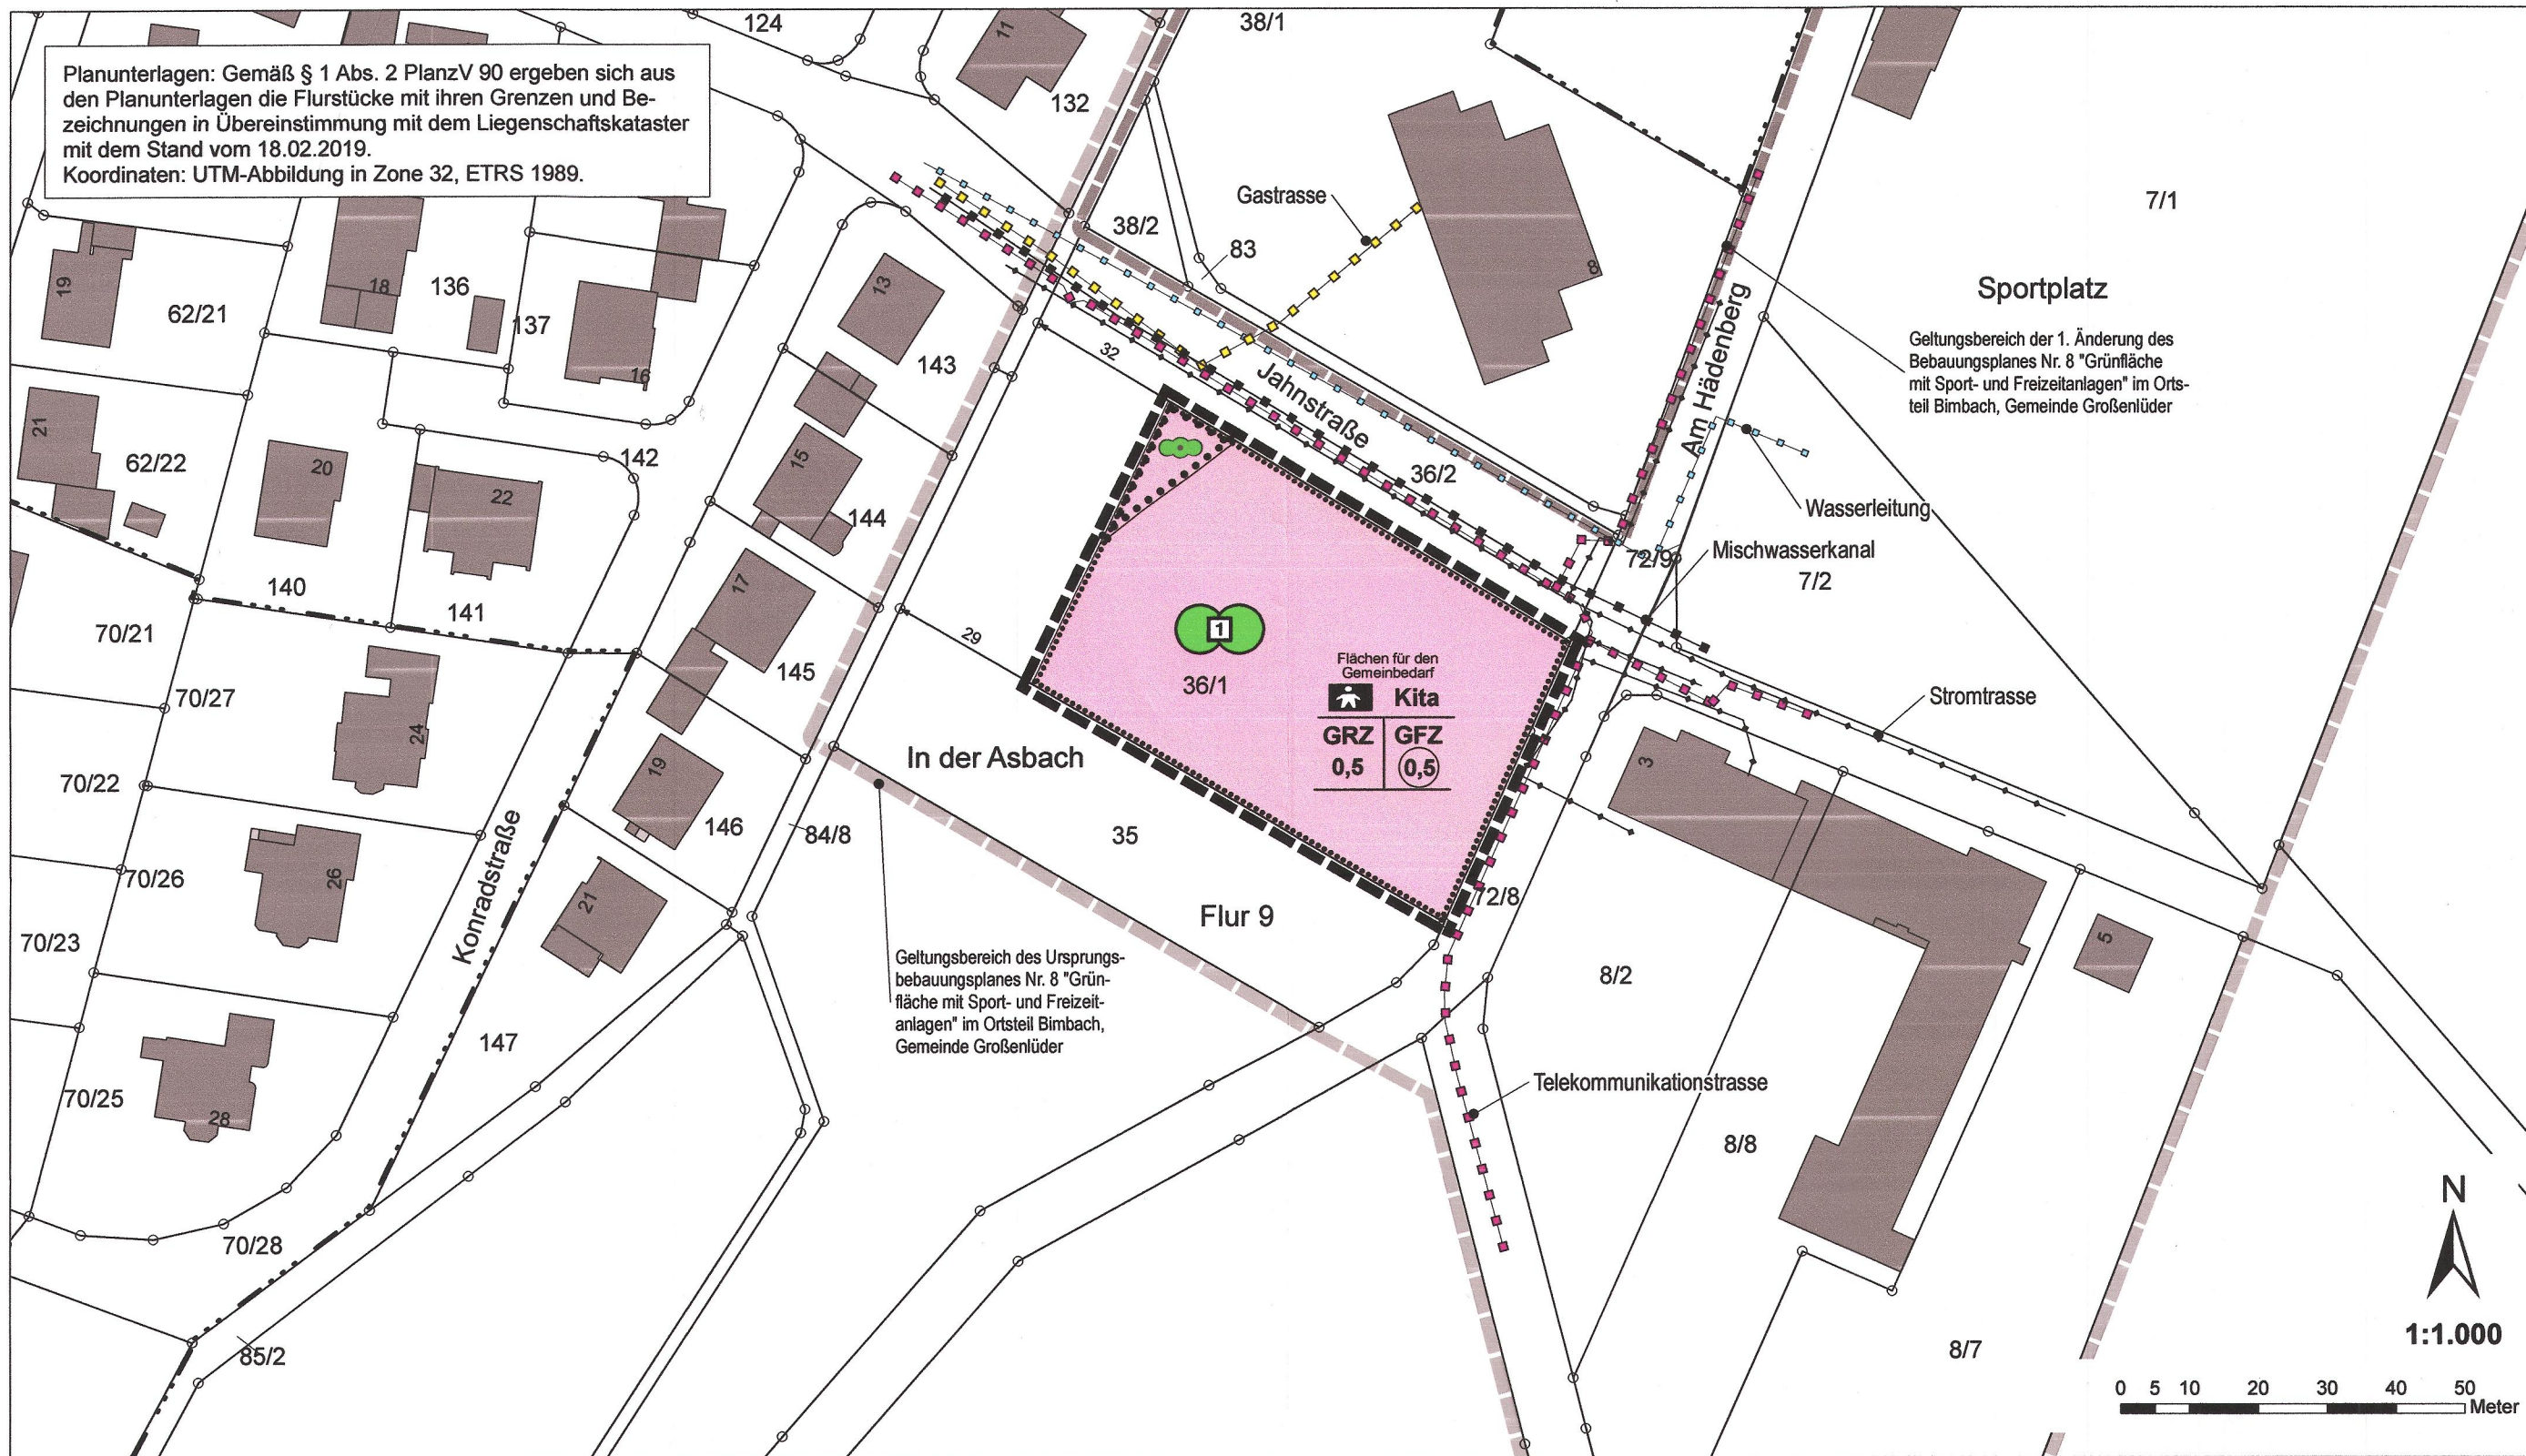 124
38/1
11
132
Planunterlagen: Gemäß § 1 Abs. 2 PlanzV 90 ergeben sich aus
den Planunterlagen die Flurstücke mit ihren Grenzen und Be-
zeichnungen in Übereinstimmung mit dem Liegenschaftskataster
mit dem Stand vom 18.02.2019.
Koordinaten: UTM-Abbildung in Zone 32, ETRS 1989.
Gastrasse
7/1
38/2
83
8
19
18
136
13
62/21
137
Sportplatz
Geltungsbereich der 1. Änderung des
Bebauungsplanes Nr. 8 "Grünfläche
mit Sport- und Freizeitanlagen" im Orts-
teil Bimbach, Gemeinde Großenlüder
16
143
32
Jahnstraße
Am Hädenberg
21
62/22
20
142
15
36/2
22
144
Wasserleitung
72/9
Mischwasserkanal
7/2
140
141
17
70/21
29
1
145
36/1
Flächen für den
Gemeinbedarf
Kita
GRZ
GFZ
0,5
0,5
70/27
Stromtrasse
24
In der Asbach
19
3
70/22
146
84/8
35
70/26
26
Konradstraße
21
72/8
Flur 9
5
70/23
8/2
Geltungsbereich des Ursprungs-
bebauungsplanes Nr. 8 "Grün-
fläche mit Sport- und Freizeit-
anlagen" im Ortsteil Bimbach,
Gemeinde Großenlüder
147
Telekommunikationstrasse
70/25
28
8/8
N
70/28
1:1.000
85/2
8/7
0 5 10 20 30 40 50
Meter